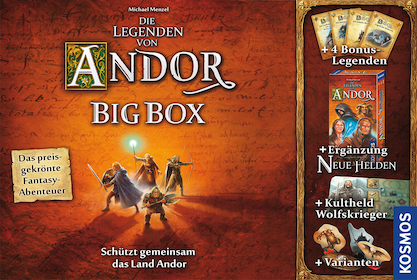 Michael Menzel
DIE
LEGENDEN
VON
ANDOR
BIG BOX
Das preis-
gekrönte
Fantasy-
Abenteuer
Schützt gemeinsam
das Land Andor
+ 4 Bonus-
Legenden
ANDOR
+ Ergänzung
NEUE HELDEN
+ Kultheld
Wolfskrieger
+ Varianten
KOSMOS